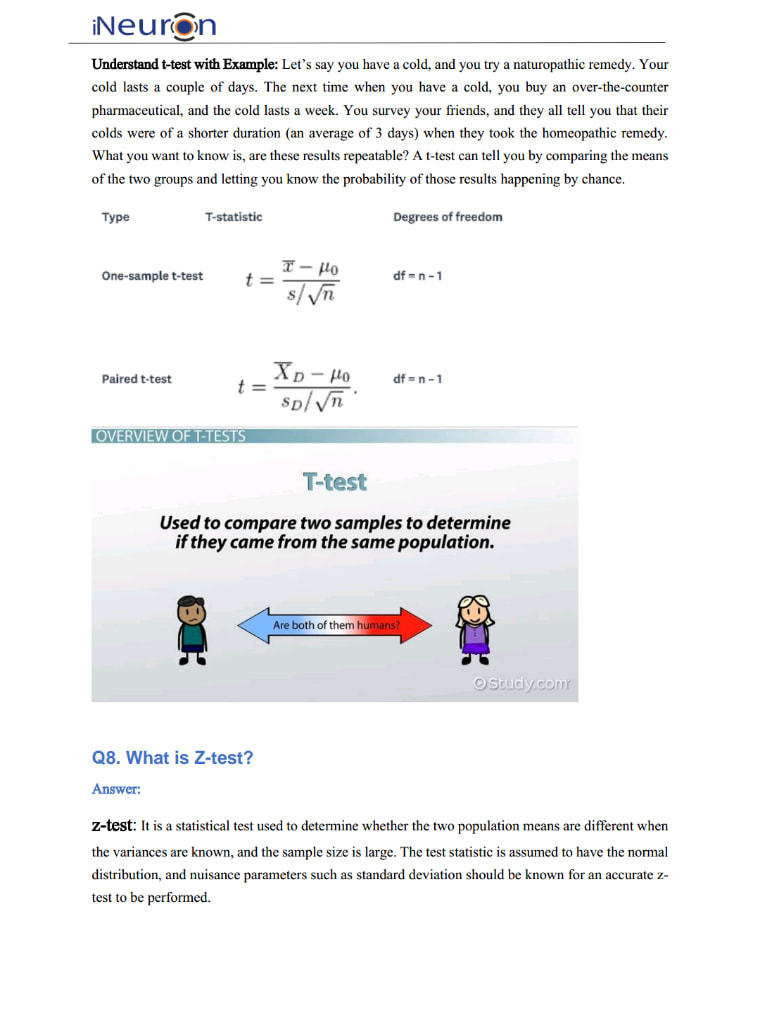 iNeuron
Understand t-test with Example: Let's say you have a cold, and you try a naturopathic remedy. Your
cold lasts a couple of days. The next time when you have a cold, you buy an over-the-counter
pharmaceutical, and the cold lasts a week. You survey your friends, and they all tell you that their
colds were of a shorter duration (an average of 3 days) when they took the homeopathic remedy.
What you want to know is, are these results repeatable? A t-test can tell you by comparing the means
of the two groups and letting you know the probability of those results happening by chance.
Type T-statistic Degrees of freedom
One-sample t-test t = (x̅ − μ₀) / (s/√n) df = n - 1
Paired t-test t = (X̅_D − μ₀) / (s_D/√n). df = n - 1
OVERVIEW OF T-TESTS
T-test
Used to compare two samples to determine
if they came from the same population.
Are both of them humans?
©Study.com
Q8. What is Z-test?
Answer:
z-test: It is a statistical test used to determine whether the two population means are different when
the variances are known, and the sample size is large. The test statistic is assumed to have the normal
distribution, and nuisance parameters such as standard deviation should be known for an accurate z-
test to be performed.